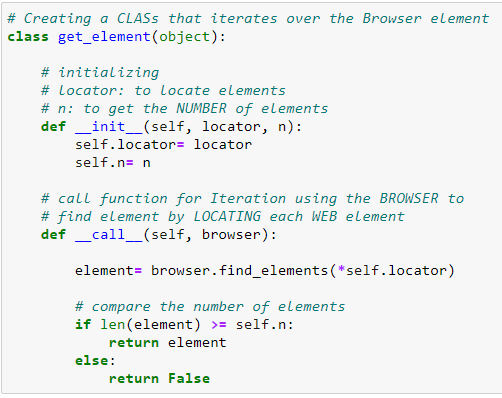 # Creating a CLASs that iterates over the Browser element
class get_element(object):
# initializing
# locator: to locate elements
# n: to get the NUMBER of elements
def __init__(self, locator, n):
self.locator= locator
self.n= n
# call function for Iteration using the BROWSER to
# find element by LOCATING each WEB element
def __call__(self, browser):
element= browser.find_elements(*self.locator)
# compare the number of elements
if len(element) >= self.n:
return element
else:
return False